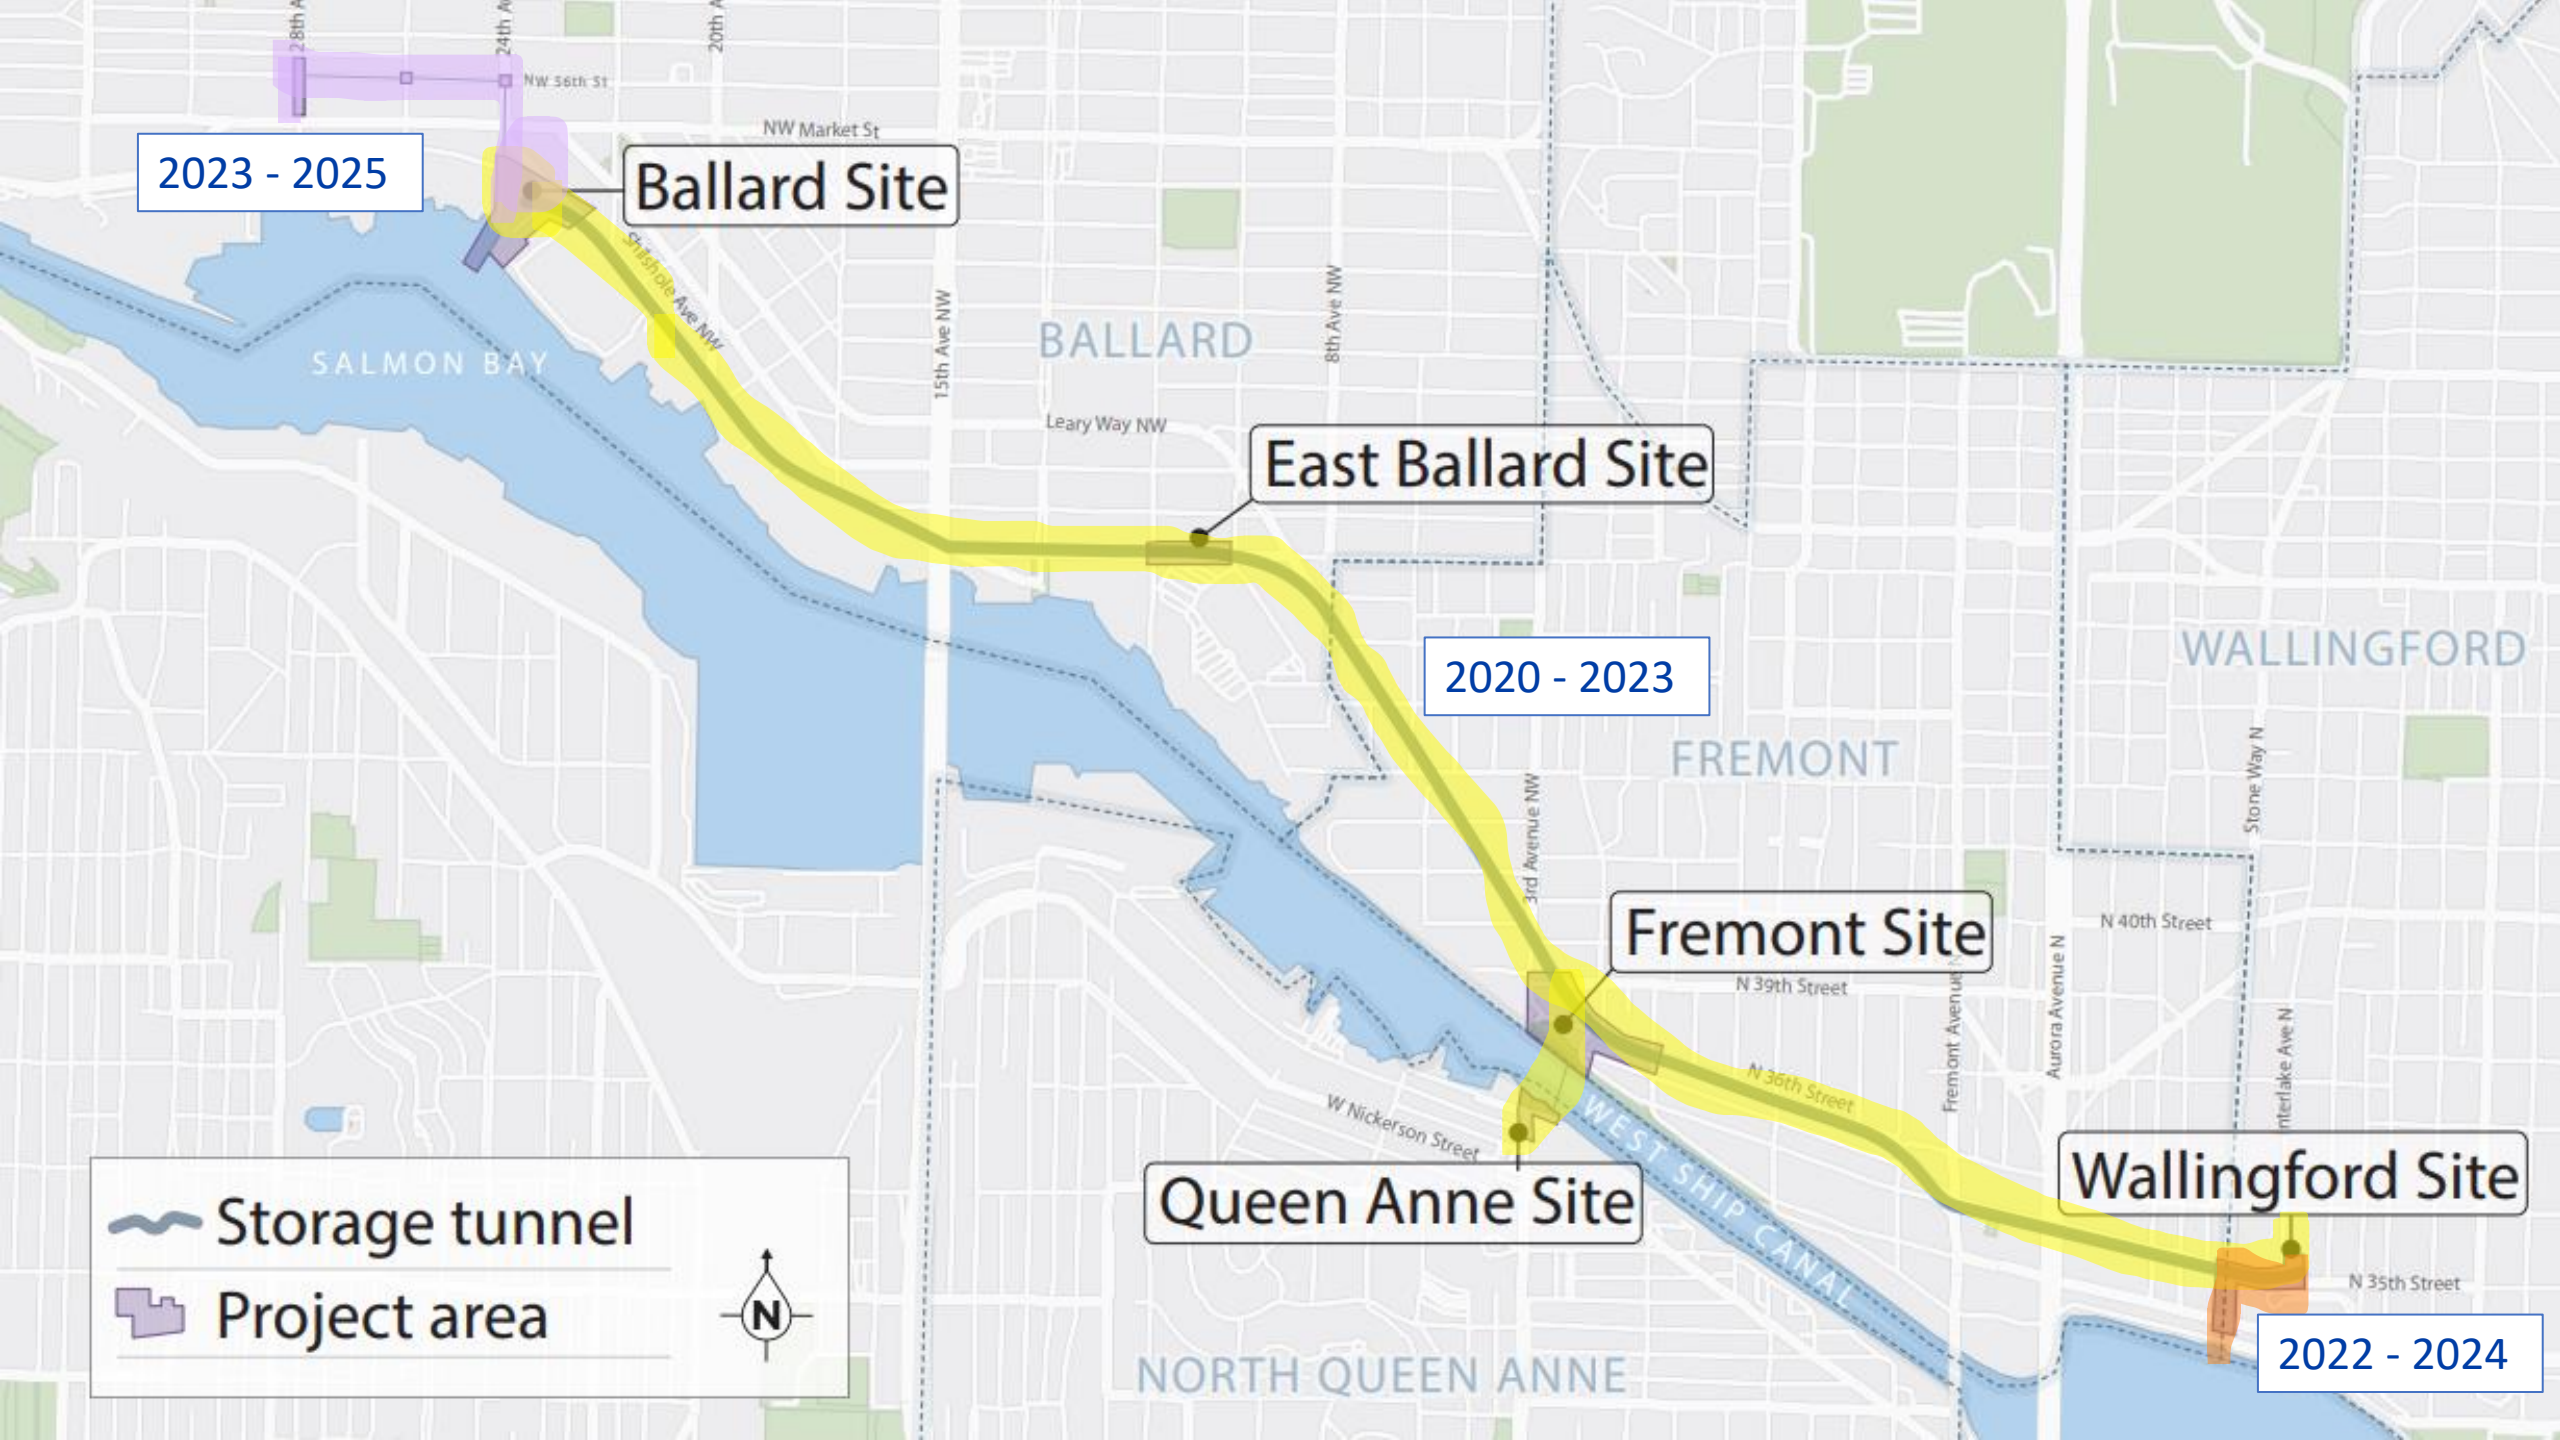 28th A
24th A
20th A
NW 56th St
NW Market St
2023 - 2025
Ballard Site
Shilshole Ave NW
SALMON BAY
15th Ave NW
BALLARD
8th Ave NW
Leary Way NW
East Ballard Site
2020 - 2023
WALLINGFORD
FREMONT
Stone Way N
3rd Avenue NW
Fremont Site
N 40th Street
N 39th Street
Fremont Avenue N
Aurora Avenue N
Interlake Ave N
N 36th Street
W Nickerson Street
WEST SHIP CANAL
Queen Anne Site
Wallingford Site
N 35th Street
2022 - 2024
NORTH QUEEN ANNE
Storage tunnel
Project area
N